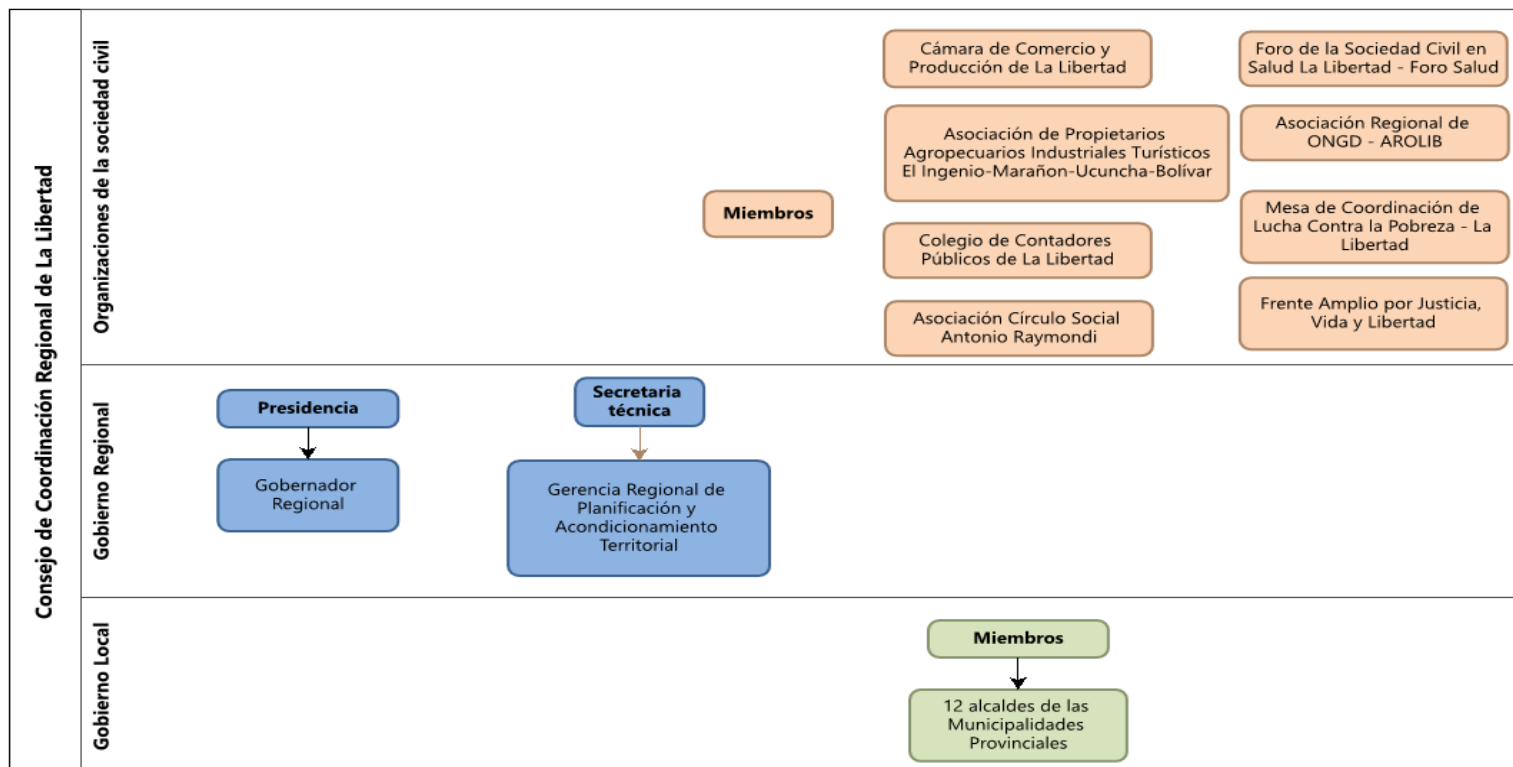 Consejo de Coordinación Regional de La Libertad
Organizaciones de la sociedad civil
Miembros
Cámara de Comercio y
Producción de La Libertad
Asociación de Propietarios
Agropecuarios Industriales Turísticos
El Ingenio-Marañon-Ucuncha-Bolívar
Colegio de Contadores
Públicos de La Libertad
Asociación Círculo Social
Antonio Raymondi
Foro de la Sociedad Civil en
Salud La Libertad - Foro Salud
Asociación Regional de
ONGD - AROLIB
Mesa de Coordinación de
Lucha Contra la Pobreza - La
Libertad
Frente Amplio por Justicia,
Vida y Libertad
Gobierno Regional
Presidencia
Gobernador
Regional
Secretaria
técnica
Gerencia Regional de
Planificación y
Acondicionamiento
Territorial
Gobierno Local
Miembros
12 alcaldes de las
Municipalidades
Provinciales